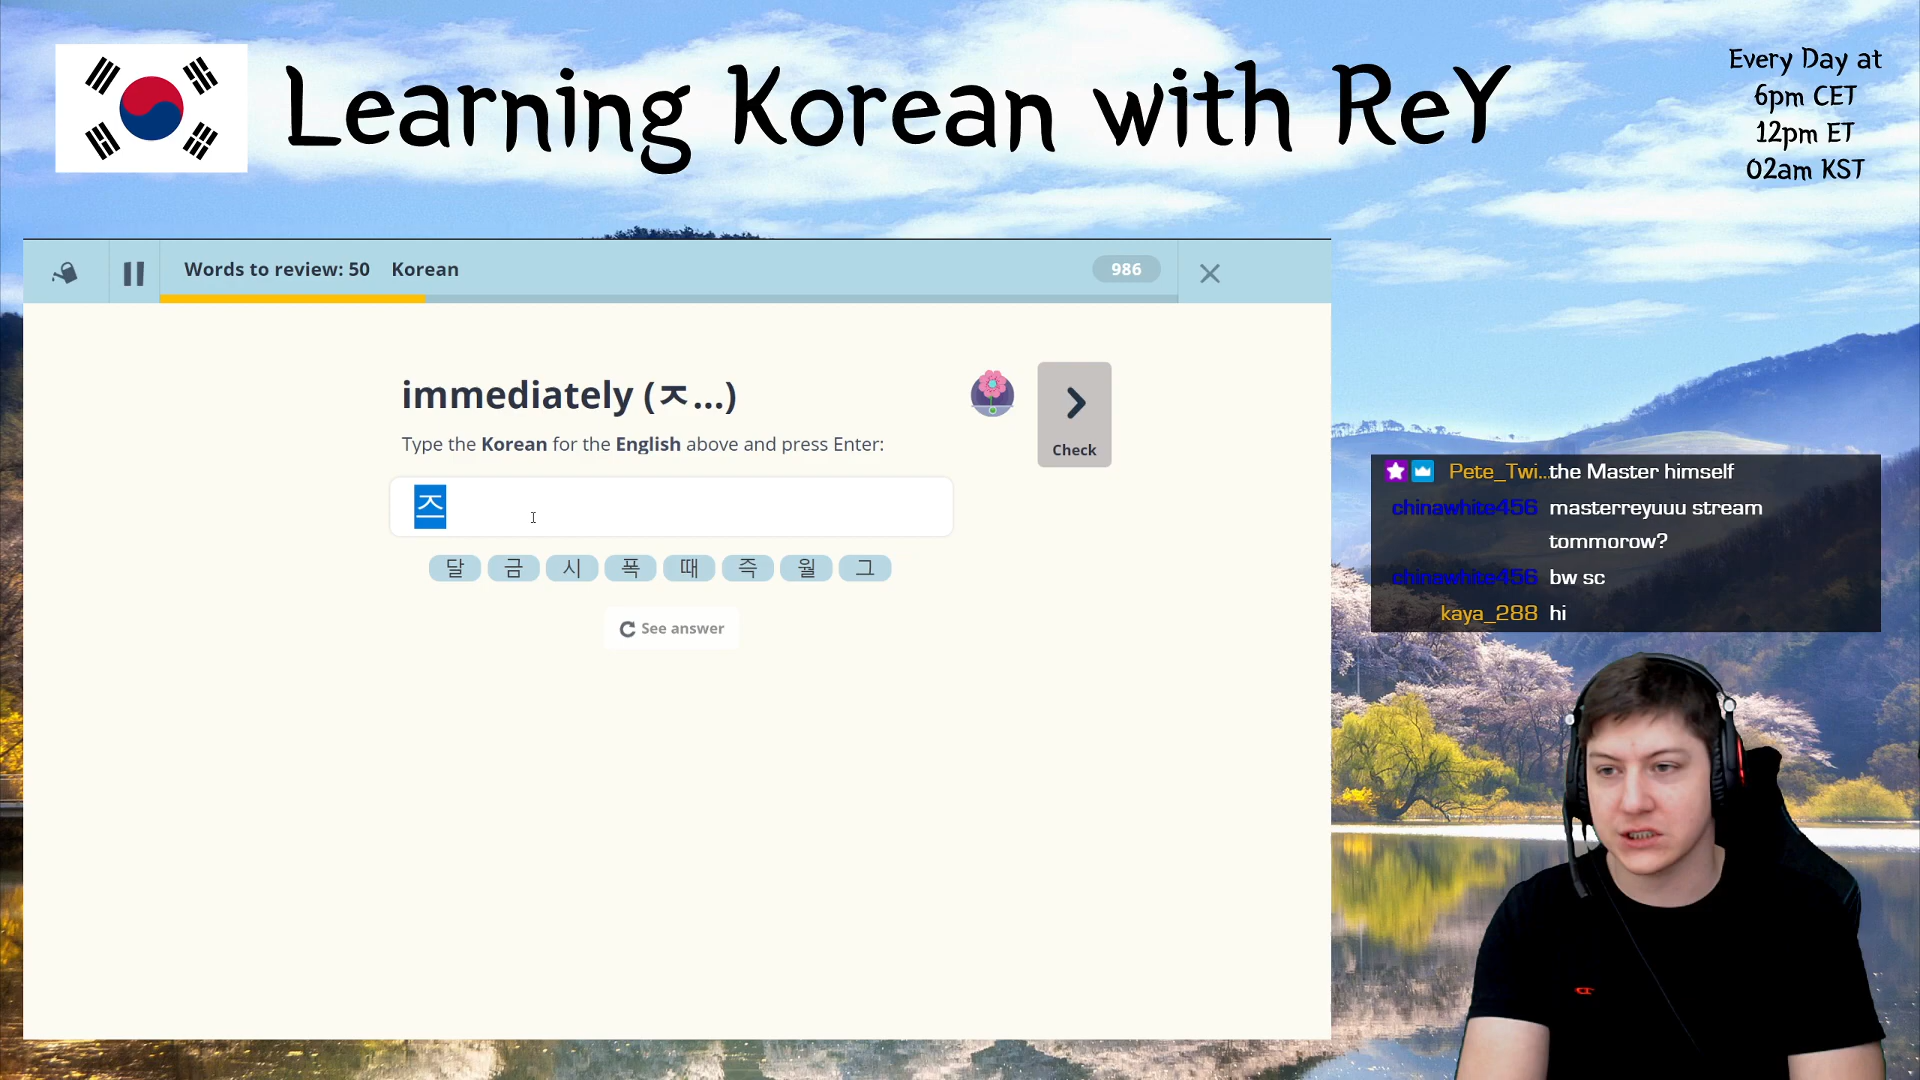 Learning Korean with ReY
Every Day at
6pm CET
12pm ET
02am KST
Words to review: 50 Korean
986
immediately (ㅈ...)
Type the Korean for the English above and press Enter:
즈
Check
달 금 시 폭 때 즉 월 그
See answer
Pete_Twi... the Master himself
chinawhite456 masterreyuuu stream
tommorow?
chinawhite456 bw sc
kaya_288 hi